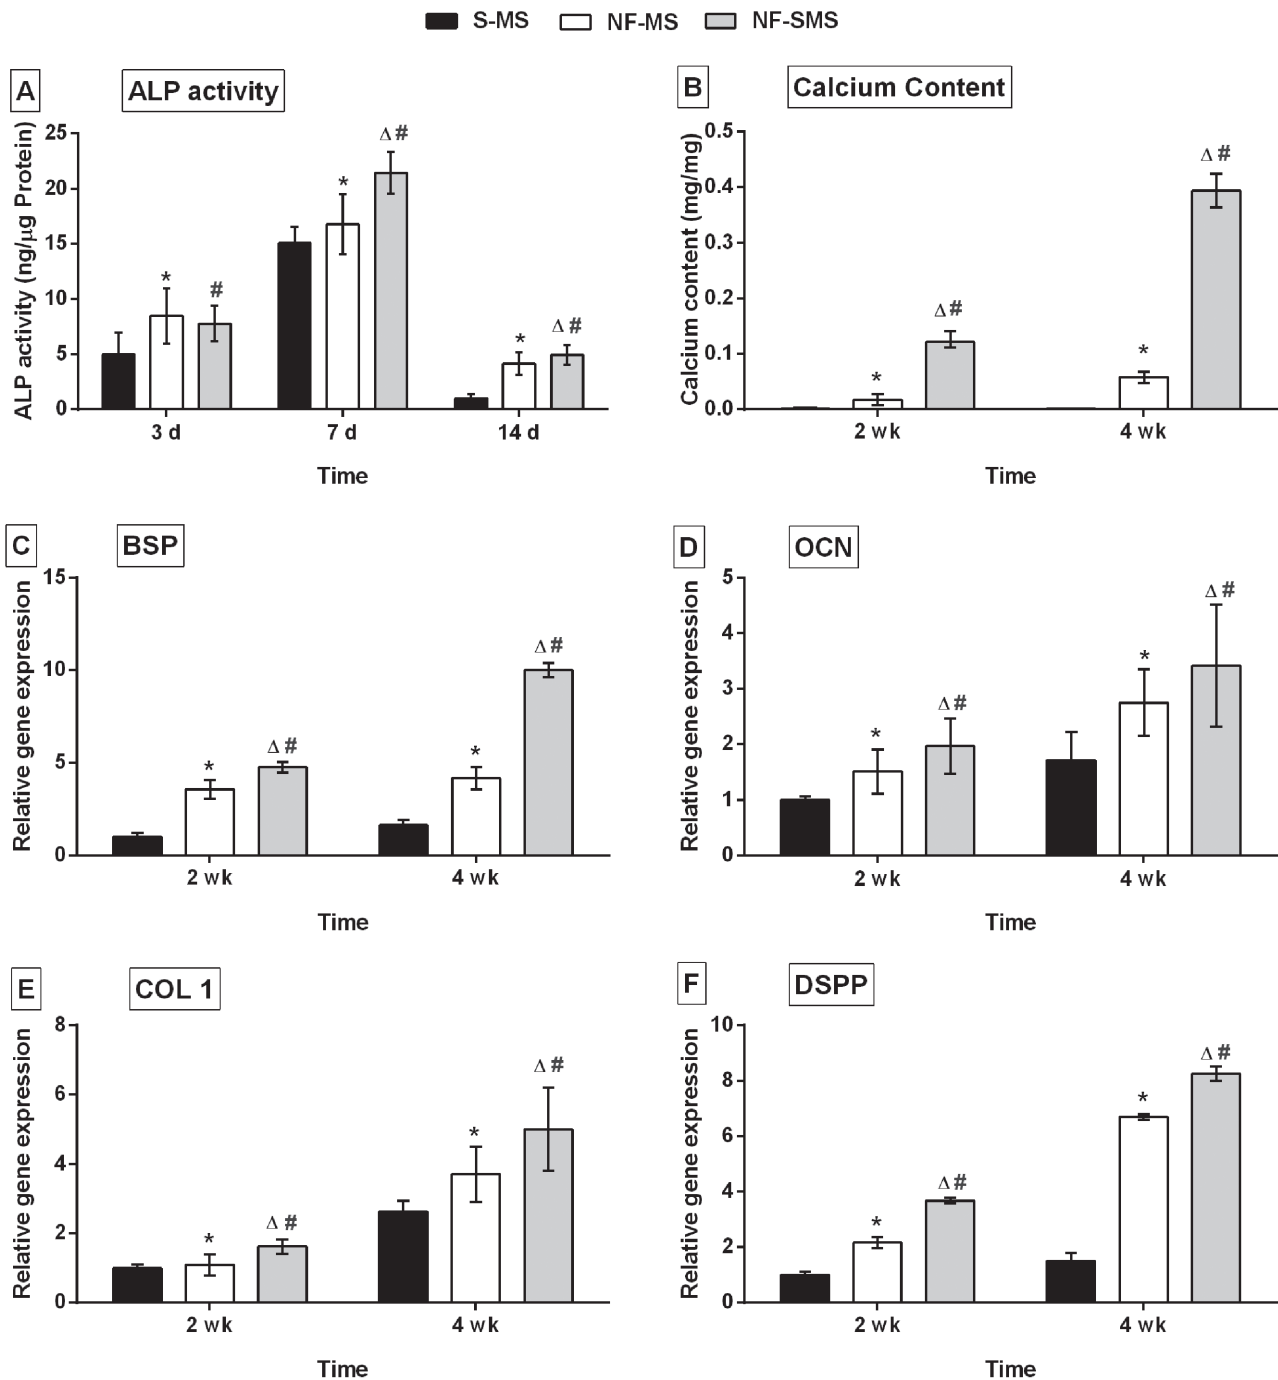 S-MS NF-MS NF-SMS
A ALP activity
ALP activity (ng/µg Protein)
25
20
15
10
5
0
* # * Δ # * Δ #
3 d 7 d 14 d
Time
B Calcium Content
Calcium content (mg/mg)
0.5
0.4
0.3
0.2
0.1
0.0
* Δ # * Δ #
2 wk 4 wk
Time
C BSP
Relative gene expression
15
10
5
0
* Δ # * Δ #
2 wk 4 wk
Time
D OCN
Relative gene expression
5
4
3
2
1
0
* Δ # * Δ #
2 wk 4 wk
Time
E COL 1
Relative gene expression
8
6
4
2
0
* Δ # * Δ #
2 wk 4 wk
Time
F DSPP
Relative gene expression
10
8
6
4
2
0
* Δ # * Δ #
2 wk 4 wk
Time